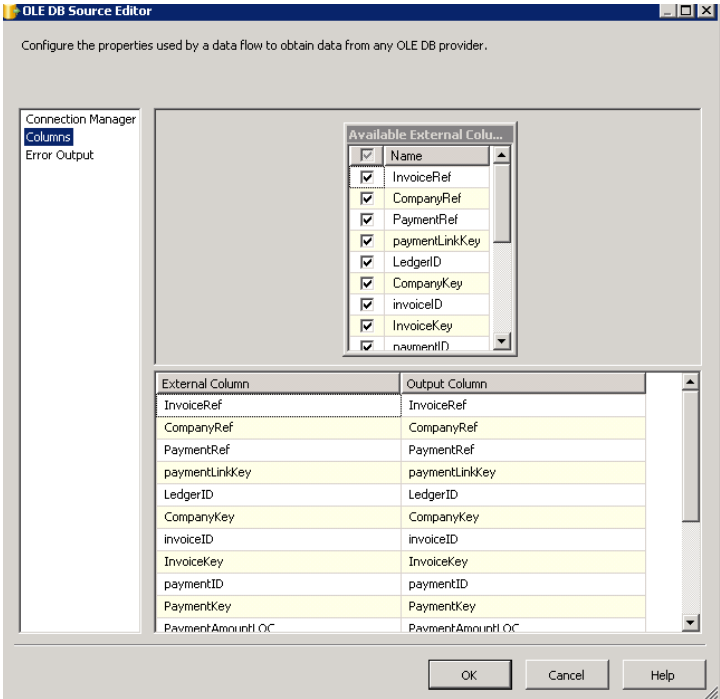 OLE DB Source Editor
Configure the properties used by a data flow to obtain data from any OLE DB provider.
Connection Manager
Columns
Error Output
Available External Colu...
Name
InvoiceRef
CompanyRef
PaymentRef
paymentLinkKey
LedgerID
CompanyKey
invoiceID
InvoiceKey
paymentID
External Column Output Column
InvoiceRef InvoiceRef
CompanyRef CompanyRef
PaymentRef PaymentRef
paymentLinkKey paymentLinkKey
LedgerID LedgerID
CompanyKey CompanyKey
invoiceID invoiceID
InvoiceKey InvoiceKey
paymentID paymentID
PaymentKey PaymentKey
PaymentAmountLOC PaymentAmountLOC
OK Cancel Help